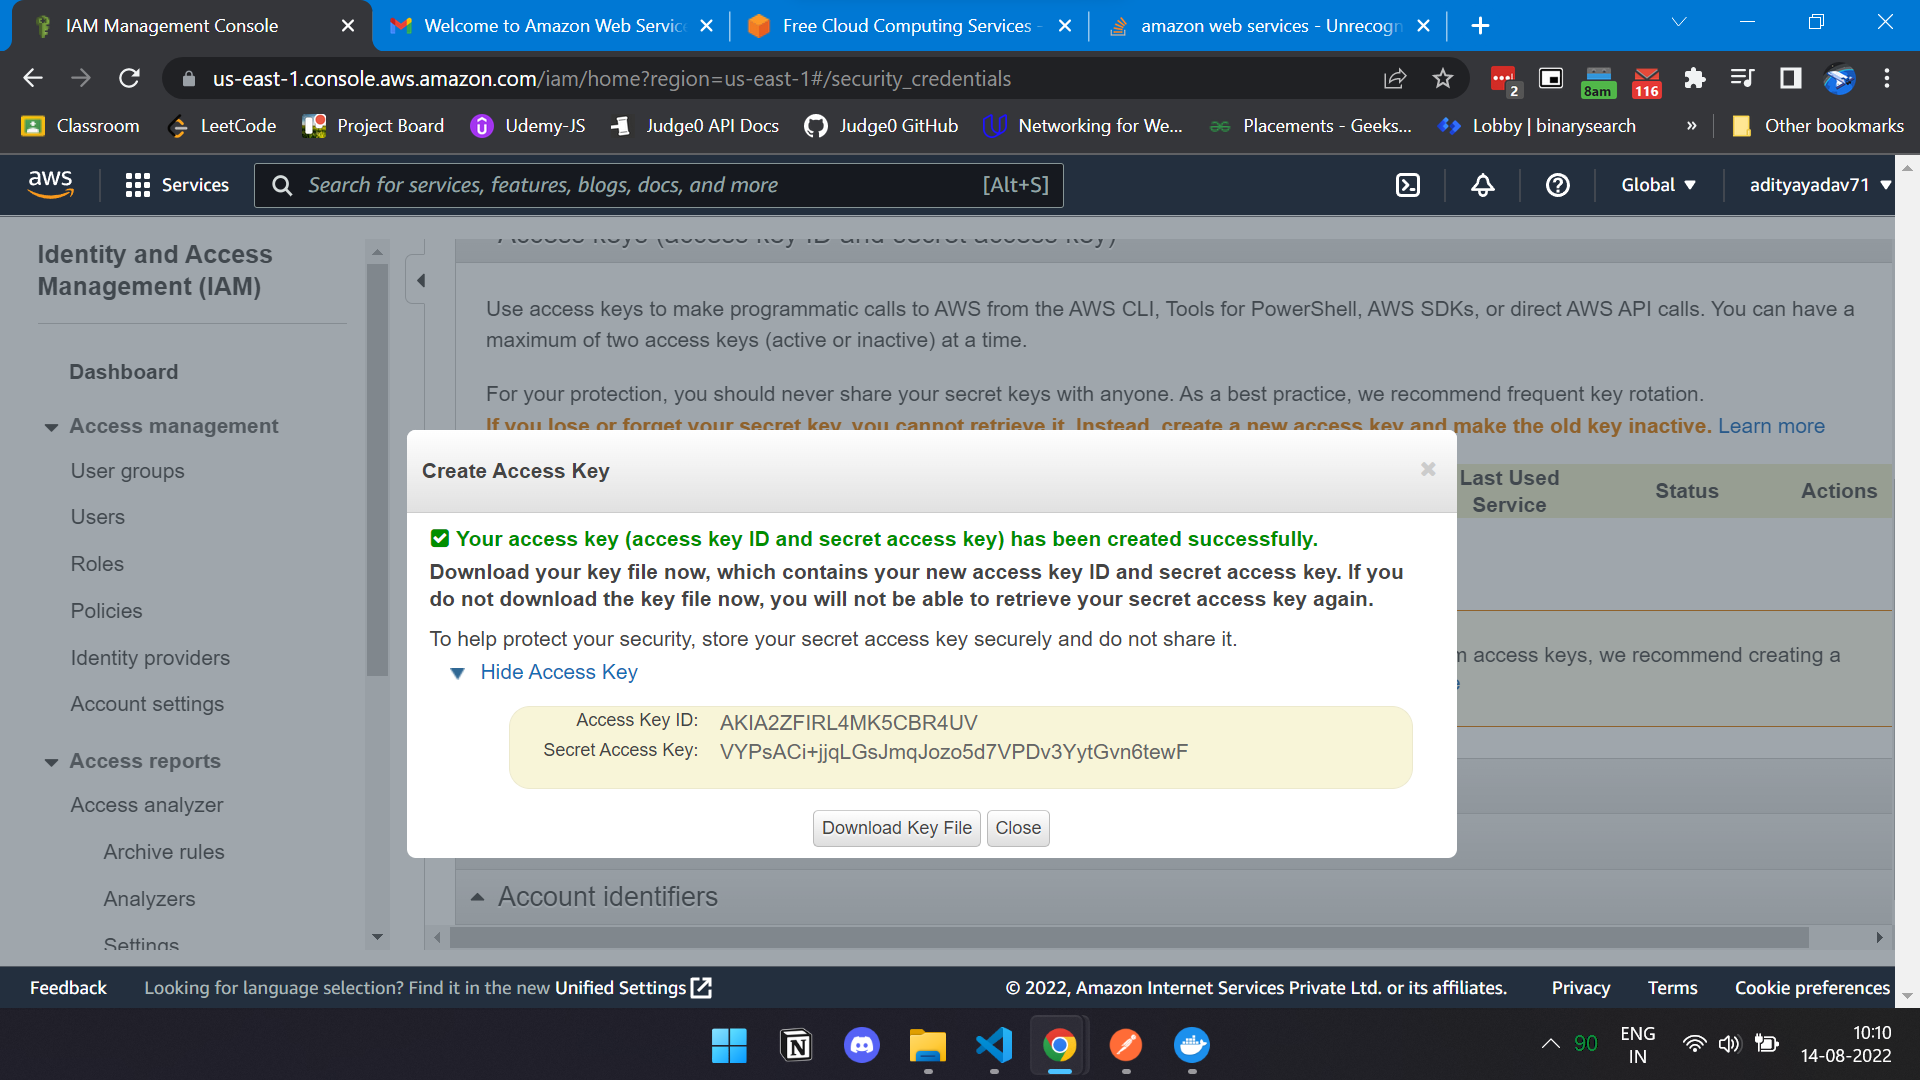 IAM Management Console
Welcome to Amazon Web Servic
Free Cloud Computing Services -
amazon web services - Unrecogn
us-east-1.console.aws.amazon.com/iam/home?region=us-east-1#/security_credentials
2
8am
116
Classroom
LeetCode
Project Board
Udemy-JS
Judge0 API Docs
Judge0 GitHub
Networking for We...
Placements - Geeks...
Lobby | binarysearch
»
Other bookmarks
aws
Services
Search for services, features, blogs, docs, and more
[Alt+S]
Global
adityayadav71
Identity and Access
Management (IAM)
Dashboard
Access management
User groups
Users
Roles
Policies
Identity providers
Account settings
Access reports
Access analyzer
Archive rules
Analyzers
Settings
Access keys (access key ID and secret access key)
Use access keys to make programmatic calls to AWS from the AWS CLI, Tools for PowerShell, AWS SDKs, or direct AWS API calls. You can have a
maximum of two access keys (active or inactive) at a time.
For your protection, you should never share your secret keys with anyone. As a best practice, we recommend frequent key rotation.
If you lose or forget your secret key, you cannot retrieve it. Instead, create a new access key and make the old key inactive. Learn more
Last Used
Service
Status
Actions
access keys, we recommend creating a
Create Access Key
Your access key (access key ID and secret access key) has been created successfully.
Download your key file now, which contains your new access key ID and secret access key. If you
do not download the key file now, you will not be able to retrieve your secret access key again.
To help protect your security, store your secret access key securely and do not share it.
Hide Access Key
Access Key ID: AKIA2ZFIRL4MK5CBR4UV
Secret Access Key: VYPsACi+jjqLGsJmqJozo5d7VPDv3YytGvn6tewF
Download Key File
Close
Account identifiers
Feedback
Looking for language selection? Find it in the new Unified Settings
© 2022, Amazon Internet Services Private Ltd. or its affiliates.
Privacy
Terms
Cookie preferences
90
ENG
IN
10:10
14-08-2022